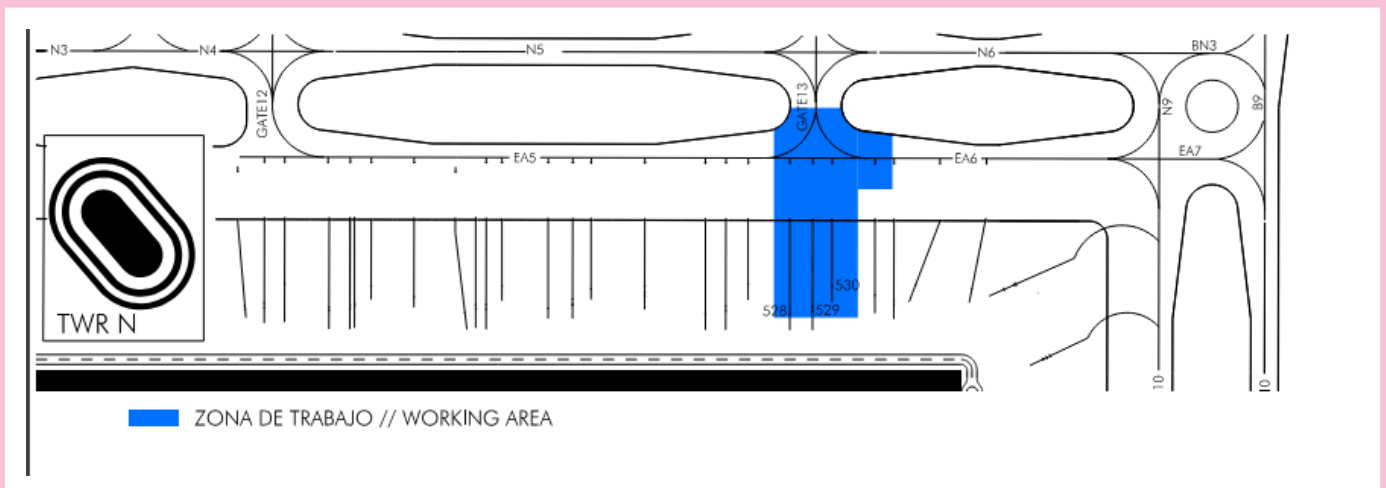 N3
N4
N5
N6
BN3
GATE12
GATE13
N9
B9
EA5
EA6
EA7
530
528
529
TWR N
10
10
ZONA DE TRABAJO // WORKING AREA